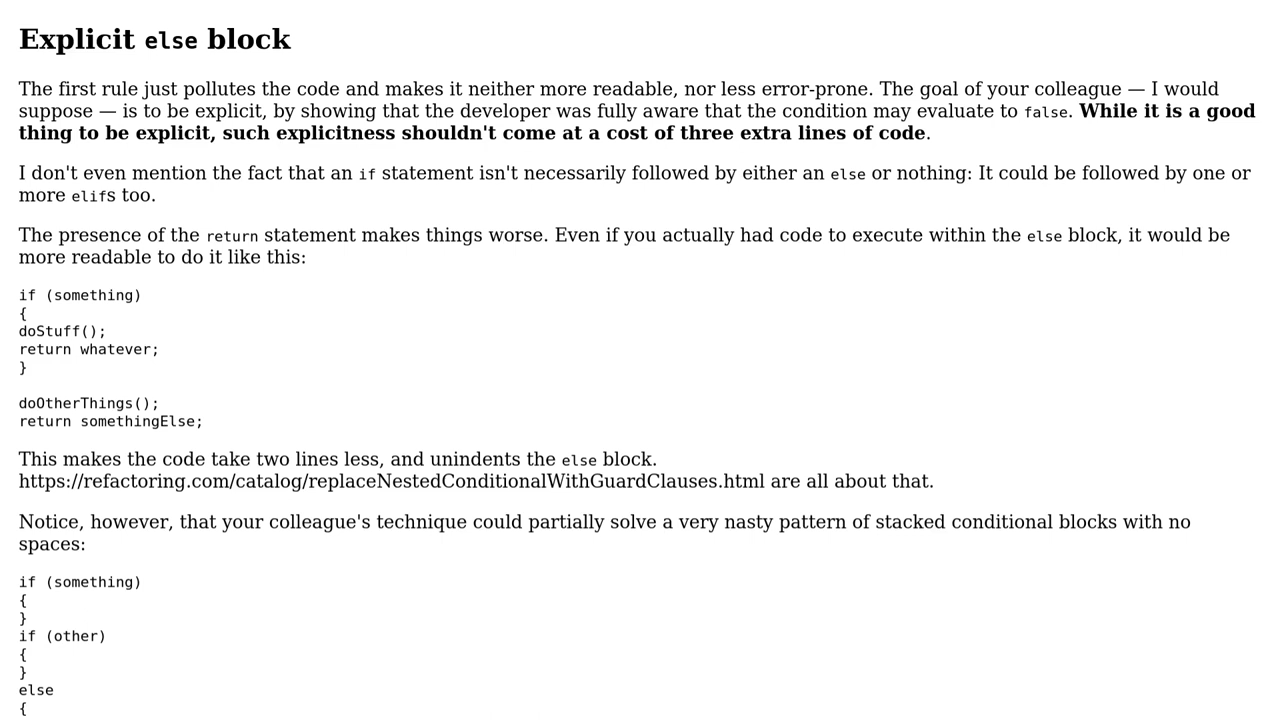 Explicit else block
The first rule just pollutes the code and makes it neither more readable, nor less error-prone. The goal of your colleague — I would
suppose — is to be explicit, by showing that the developer was fully aware that the condition may evaluate to false. While it is a good
thing to be explicit, such explicitness shouldn't come at a cost of three extra lines of code.
I don't even mention the fact that an if statement isn't necessarily followed by either an else or nothing: It could be followed by one or
more elifs too.
The presence of the return statement makes things worse. Even if you actually had code to execute within the else block, it would be
more readable to do it like this:
if (something)
{
doStuff();
return whatever;
}
doOtherThings();
return somethingElse;
This makes the code take two lines less, and unindents the else block.
https://refactoring.com/catalog/replaceNestedConditionalWithGuardClauses.html are all about that.
Notice, however, that your colleague's technique could partially solve a very nasty pattern of stacked conditional blocks with no
spaces:
if (something)
{
}
if (other)
{
}
else
{